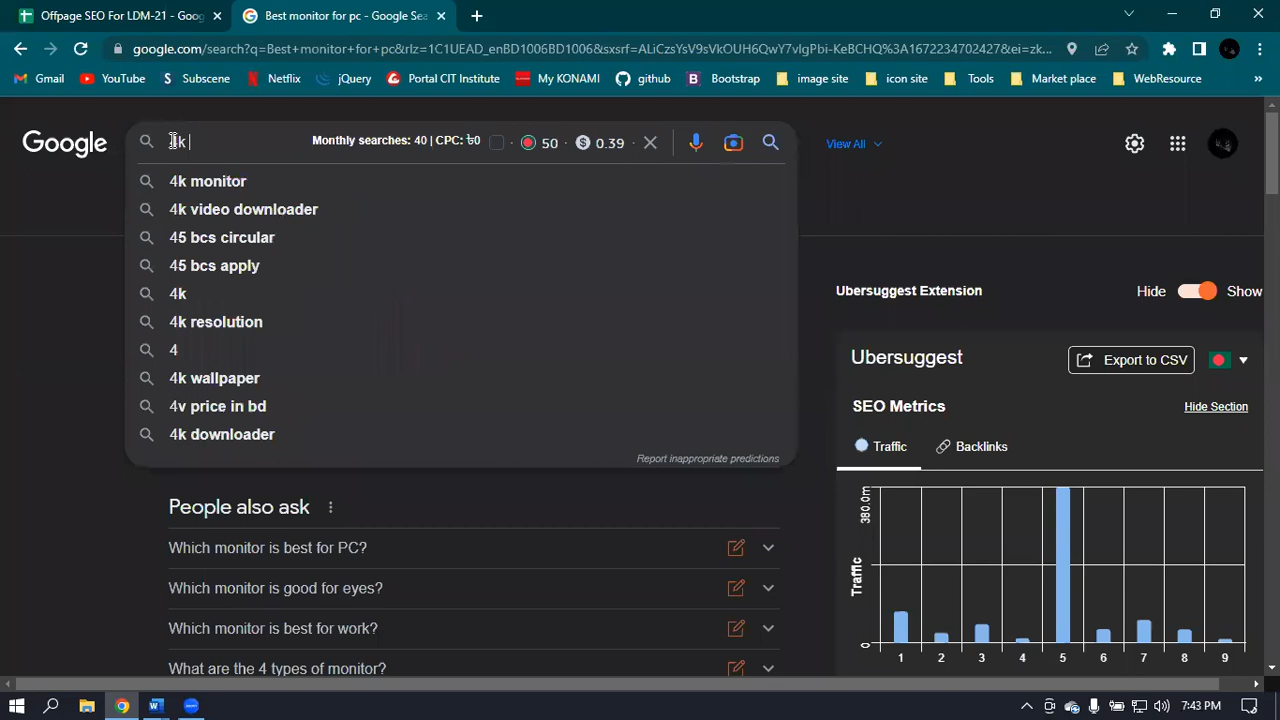 Offpage SEO For LDM-21 - Goog
Best monitor for pc - Google Sea
google.com/search?q=Best+monitor+for+pc&rlz=1C1UEAD_enBD1006BD1006&sxsrf=ALiCzsYsV9sVkOUH6QwY7vIgPbi-KeBCHQ%3A1672234702427&ei=zk...
Gmail
YouTube
Subscene
Netflix
jQuery
Portal CIT Institute
My KONAMI
github
Bootstrap
image site
icon site
Tools
Market place
WebResource
»
Google
4k
Monthly searches: 40 | CPC: ৳0
50
0.39
View All
4k monitor
4k video downloader
45 bcs circular
45 bcs apply
4k
4k resolution
4
4k wallpaper
4v price in bd
4k downloader
Report inappropriate predictions
People also ask
Which monitor is best for PC?
Which monitor is good for eyes?
Which monitor is best for work?
What are the 4 types of monitor?
Ubersuggest Extension
Hide
Show
Ubersuggest
Export to CSV
SEO Metrics
Hide Section
Traffic
Backlinks
380.0m
Traffic
0
1 2 3 4 5 6 7 8 9
7:43 PM